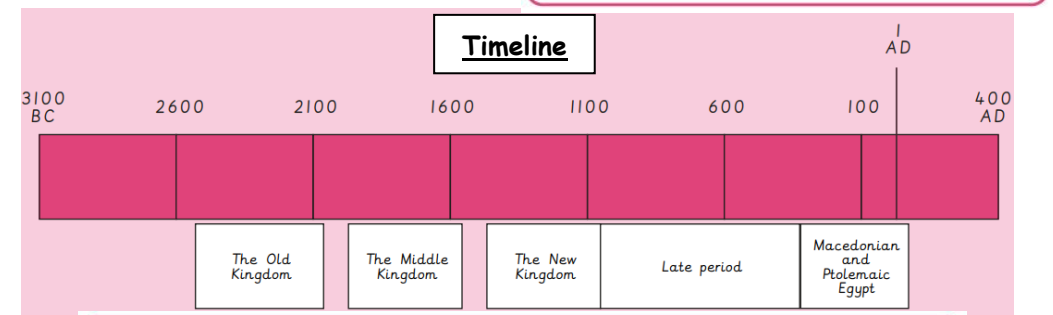 Timeline
1
AD
3100
BC
2600
2100
1600
1100
600
100
400
AD
The Old
Kingdom
The Middle
Kingdom
The New
Kingdom
Late period
Macedonian
and
Ptolemaic
Egypt